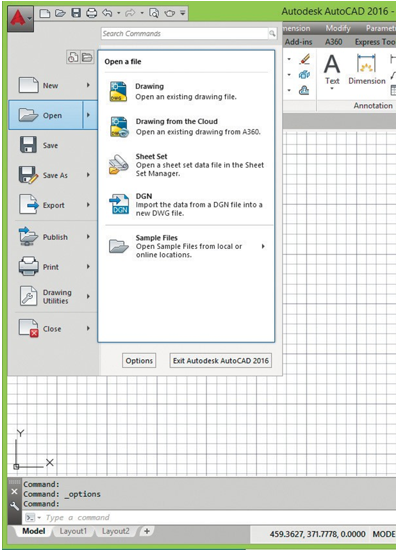 Autodesk AutoCAD 2016 -
Search Commands
mension Modify Paramet
Add-ins A360 Express Too
Open a file
New
Drawing
Open an existing drawing file.
Text
Dimension
Annotation
Open
Drawing from the Cloud
Open an existing drawing from A360.
Save
Sheet Set
Open a sheet set data file in the Sheet
Set Manager.
Save As
DWG
DGN
Import the data from a DGN file into a
new DWG file.
DGN
Export
Publish
Sample Files
Open Sample Files from local or
online locations.
Print
Drawing
Utilities
Close
Options
Exit Autodesk AutoCAD 2016
Y
X
Command:
Command: _options
Command:
Type a command
Model Layout1 Layout2 +
459.3627, 371.7778, 0.0000 MODE